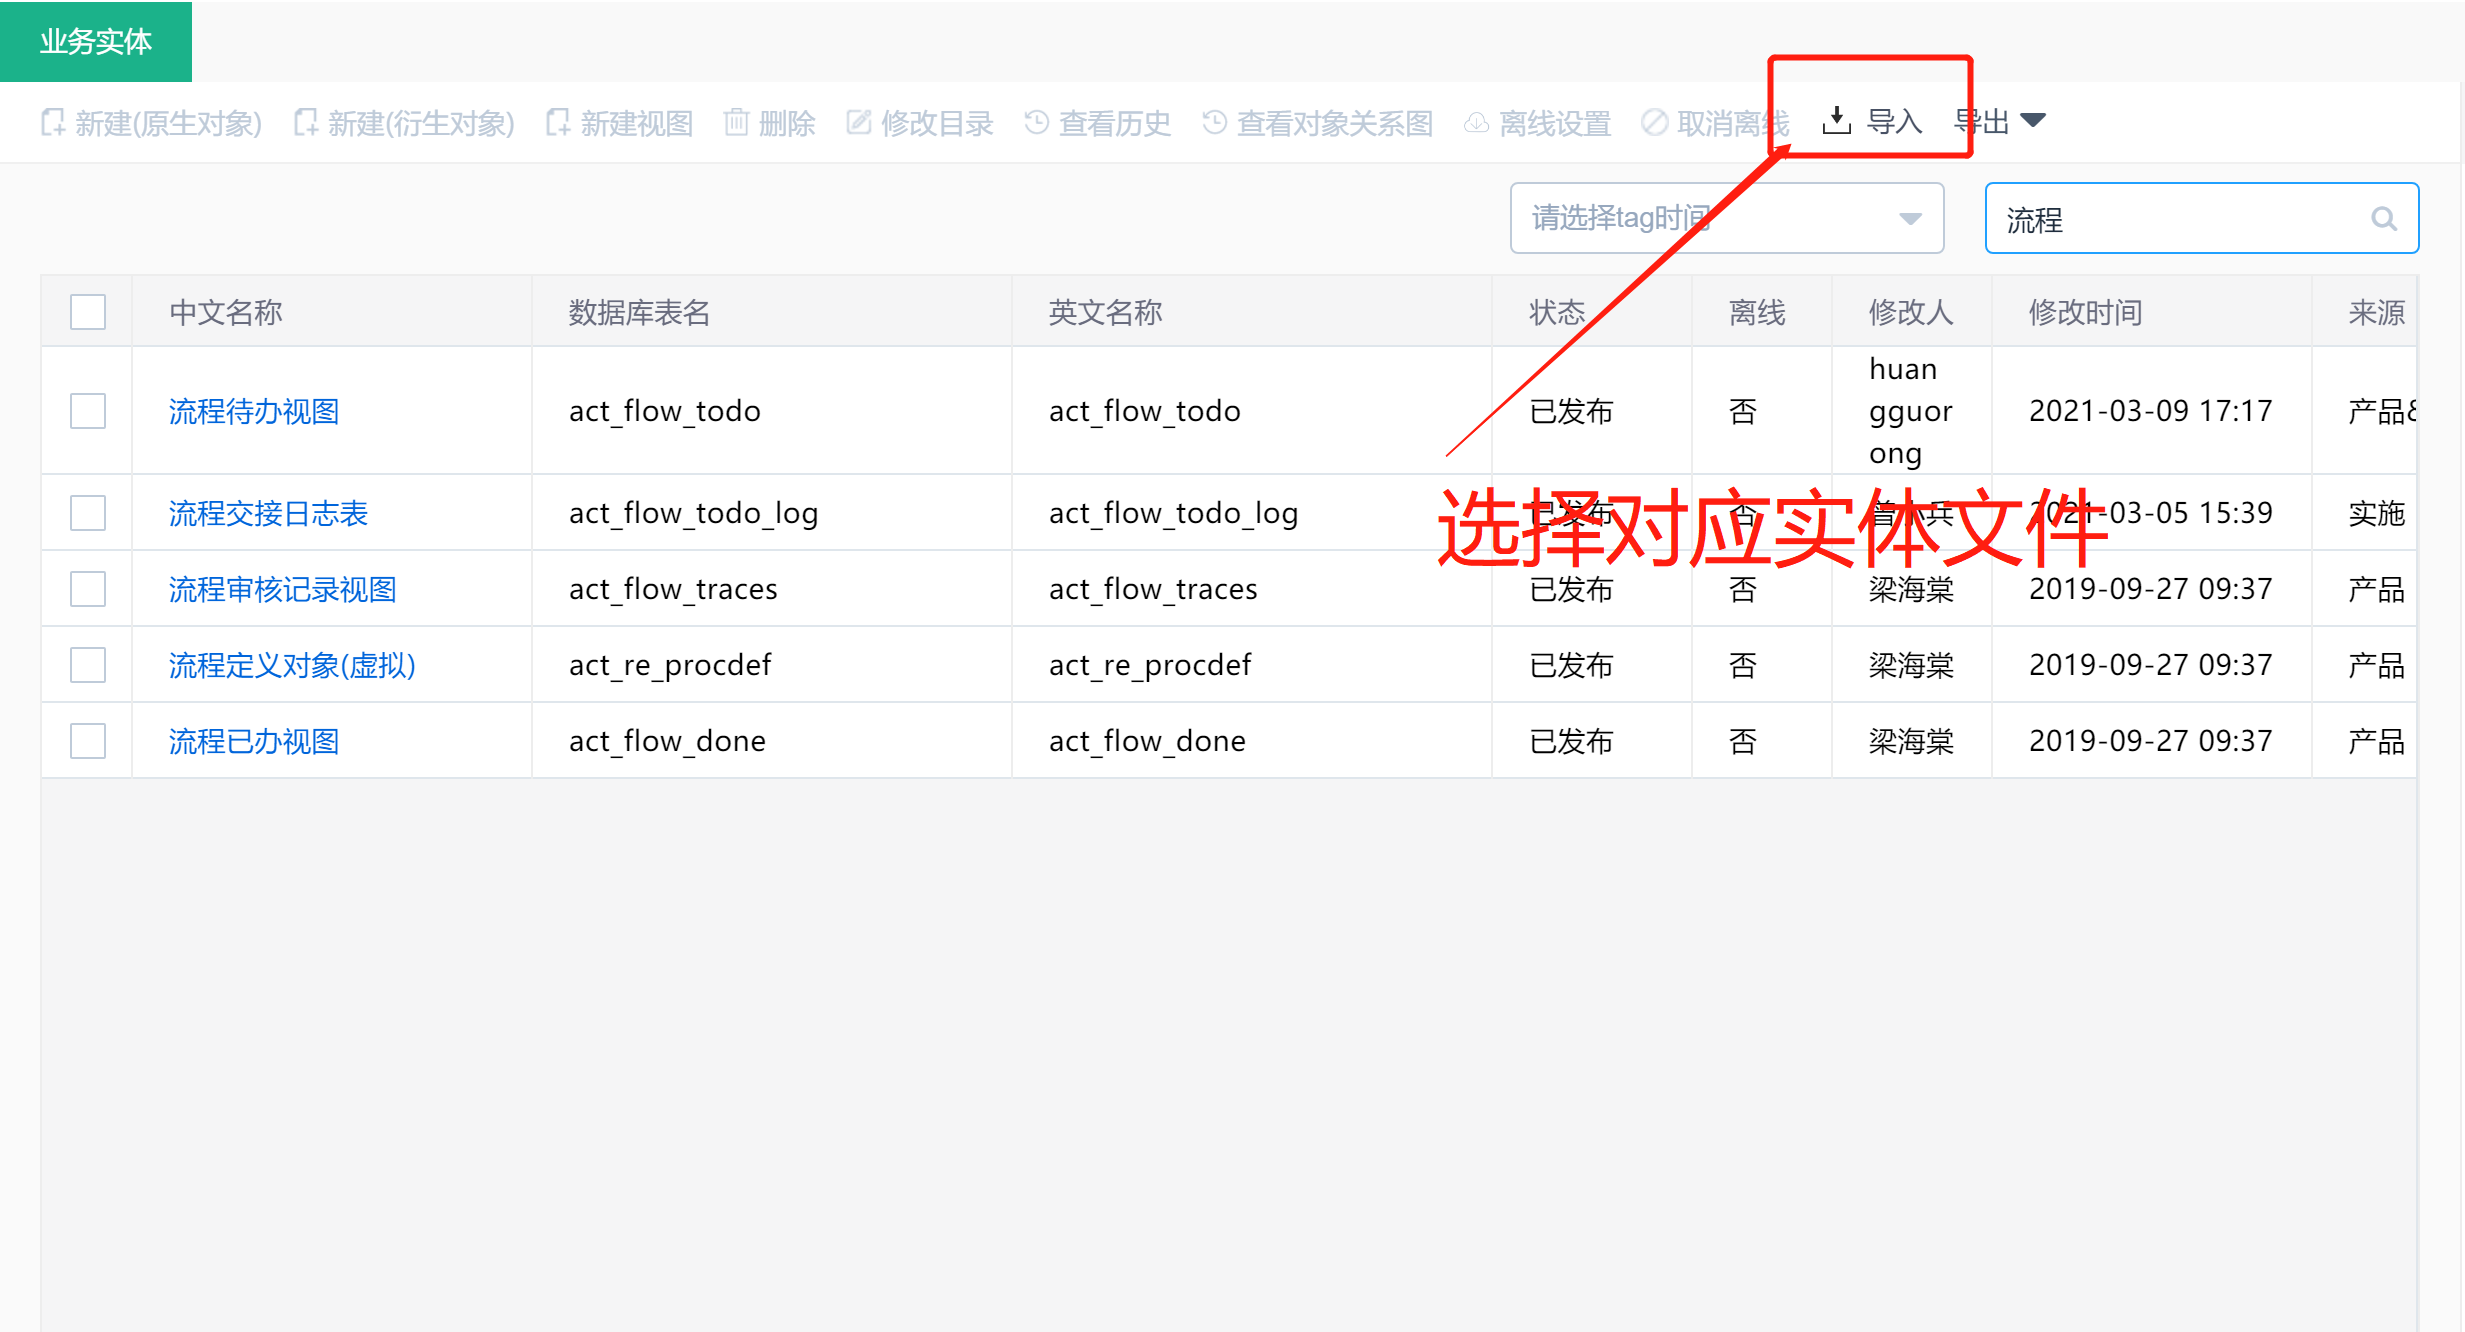 业务实体
新建(原生对象) 新建(衍生对象) 新建视图 删除 修改目录 查看历史 查看对象关系图 离线设置 取消离线 导入 导出
请选择tag时间 流程
中文名称 数据库表名 英文名称 状态 离线 修改人 修改时间 来源
流程待办视图 act_flow_todo act_flow_todo 已发布 否 huangguorong 2021-03-09 17:17 产品&
流程交接日志表 act_flow_todo_log act_flow_todo_log 已发布 否 曾小兵 2021-03-05 15:39 实施
选择对应实体文件
流程审核记录视图 act_flow_traces act_flow_traces 已发布 否 梁海棠 2019-09-27 09:37 产品
流程定义对象(虚拟) act_re_procdef act_re_procdef 已发布 否 梁海棠 2019-09-27 09:37 产品
流程已办视图 act_flow_done act_flow_done 已发布 否 梁海棠 2019-09-27 09:37 产品